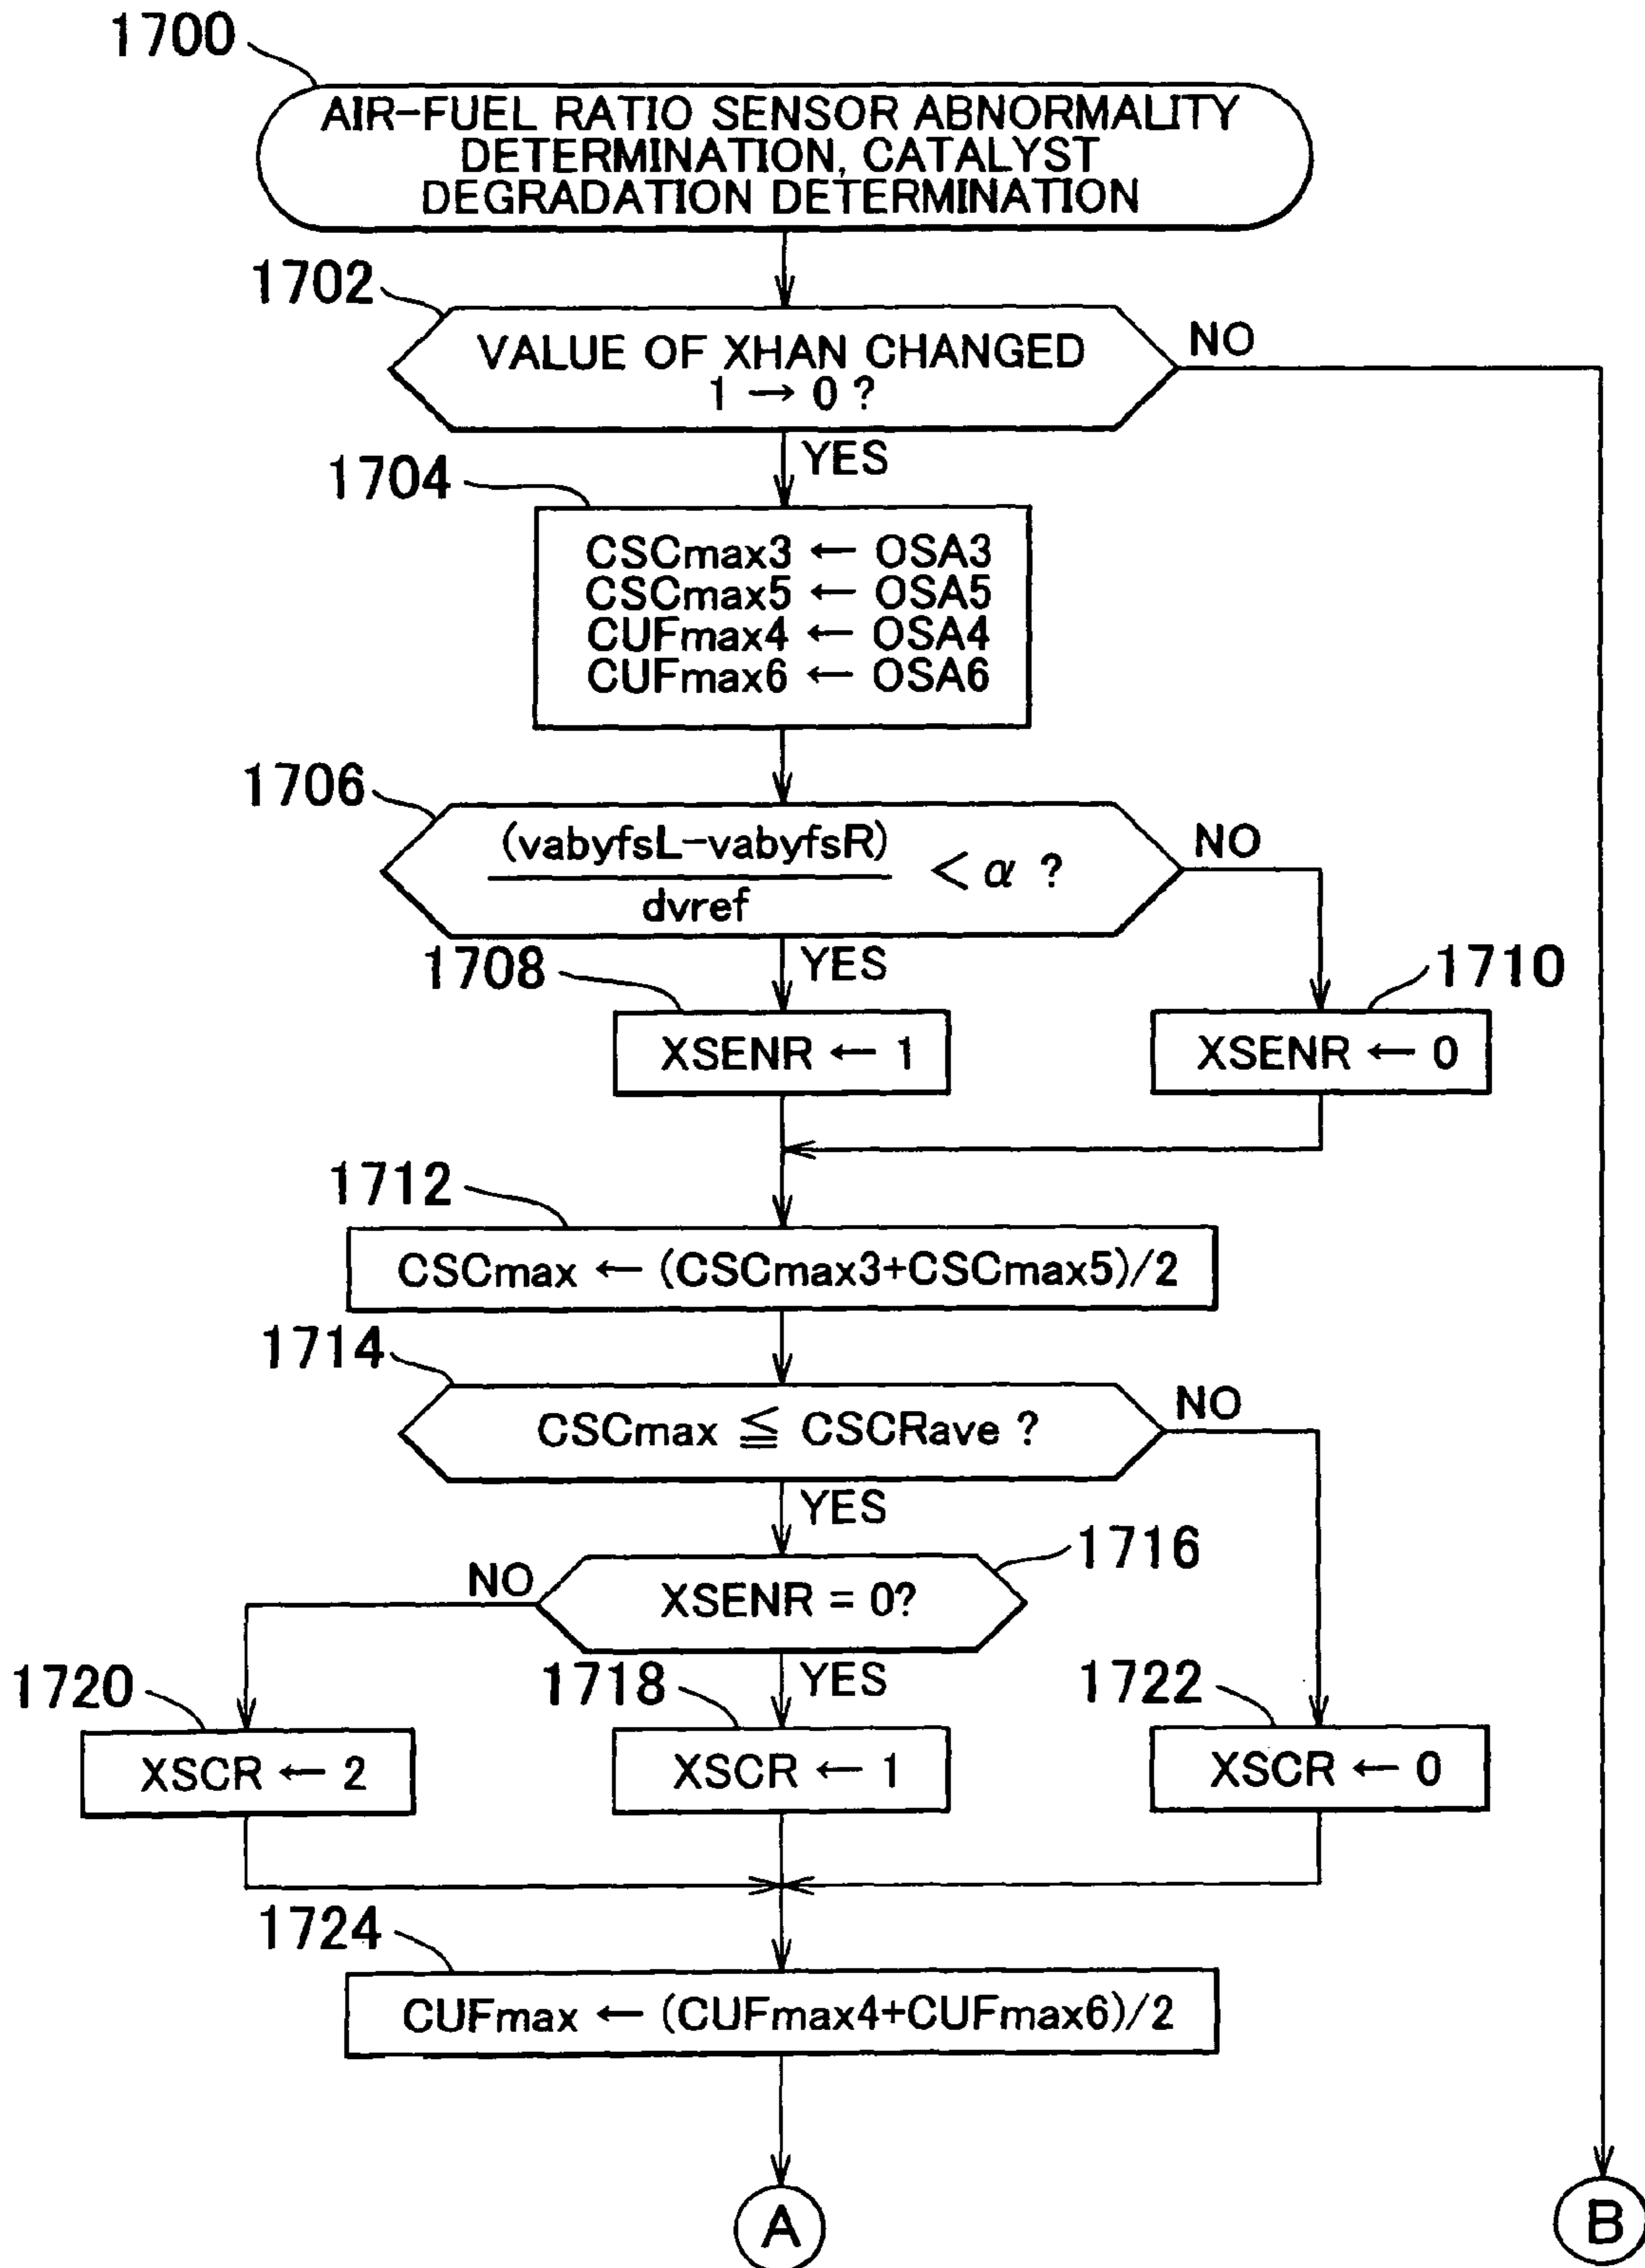 1700
AIR-FUEL RATIO SENSOR ABNORMALITY
DETERMINATION, CATALYST
DEGRADATION DETERMINATION
1702
VALUE OF XHAN CHANGED
1 → 0 ?
NO
YES
1704
CSCmax3 ← OSA3
CSCmax5 ← OSA5
CUFmax4 ← OSA4
CUFmax6 ← OSA6
1706
(vabyfsL-vabyfsR)
dvref
< α ?
NO
YES
1708
XSENR ← 1
1710
XSENR ← 0
1712
CSCmax ← (CSCmax3+CSCmax5)/2
1714
CSCmax ≦ CSCRave ?
NO
YES
1716
XSENR = 0?
NO
YES
1720
XSCR ← 2
1718
XSCR ← 1
1722
XSCR ← 0
1724
CUFmax ← (CUFmax4+CUFmax6)/2
A
B